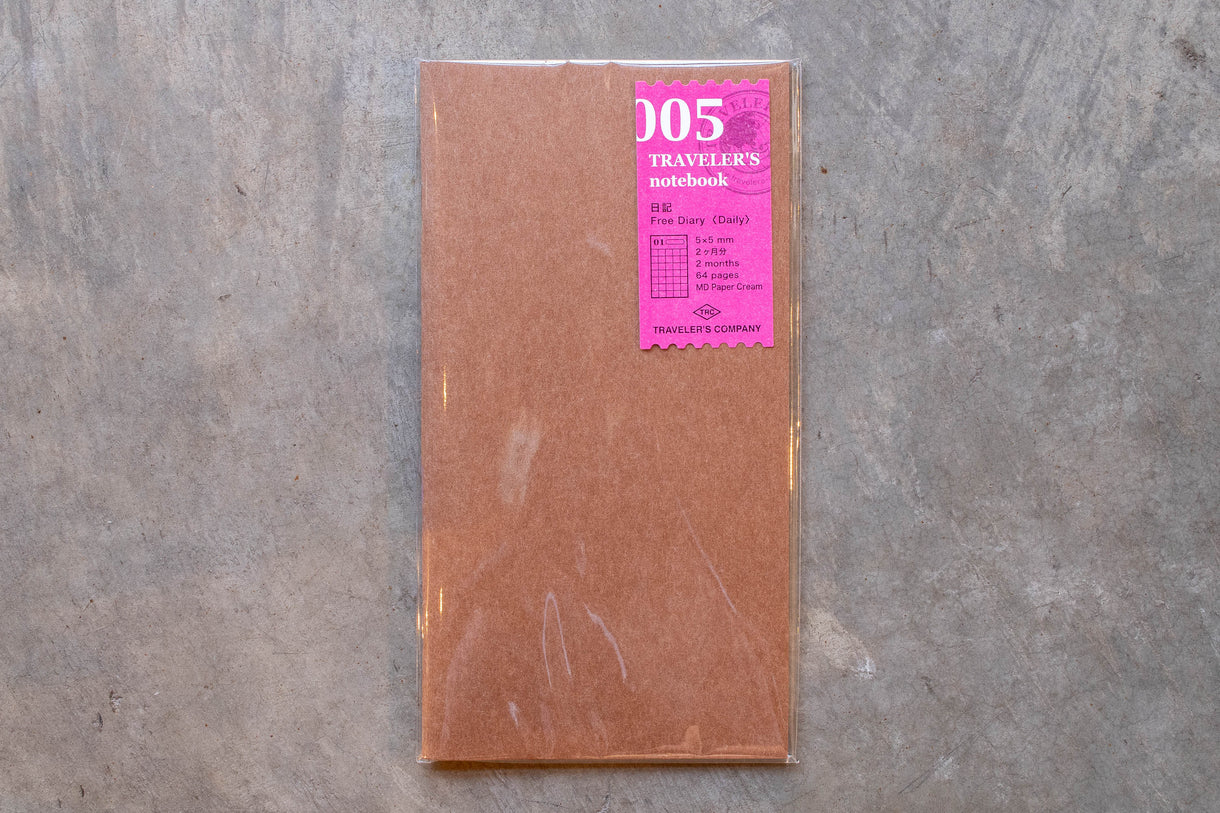 005
TRAVELER'S
notebook
日記
Free Diary〈Daily〉
01
5×5 mm
2ヶ月分
2 months
64 pages
MD Paper Cream
TRC
TRAVELER'S COMPANY